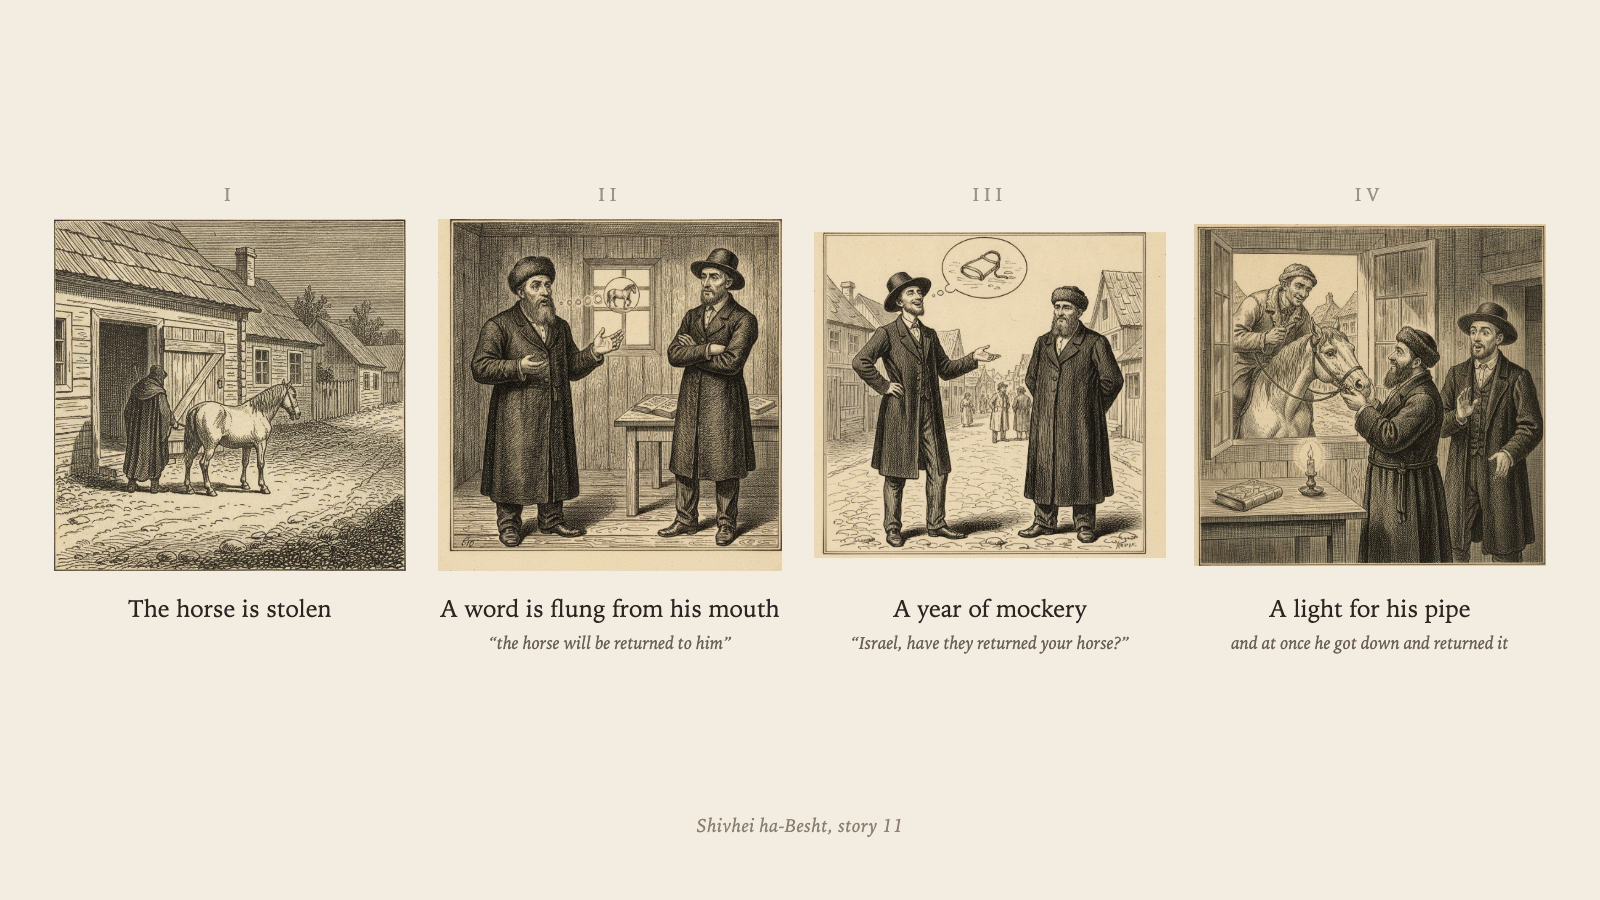 I
II
III
IV
The horse is stolen
A word is flung from his mouth
“the horse will be returned to him”
A year of mockery
“Israel, have they returned your horse?”
A light for his pipe
and at once he got down and returned it
Shivhei ha-Besht, story 11